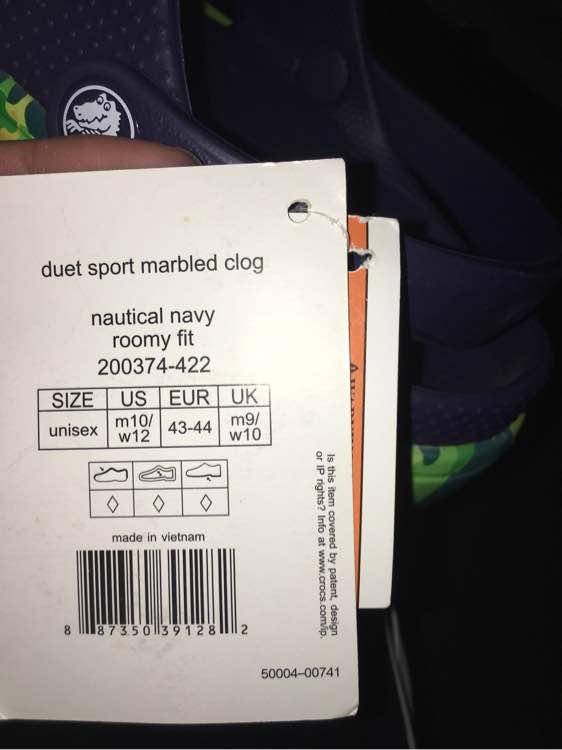 duet sport marbled clog
nautical navy
roomy fit
200374-422
SIZE US EUR UK
unisex m10/ w12 43-44 m9/ w10
made in vietnam
8 87350 39128 2
50004-00741
Is this item covered by patent, design
or IP rights? Info at www.crocs.com/ip.